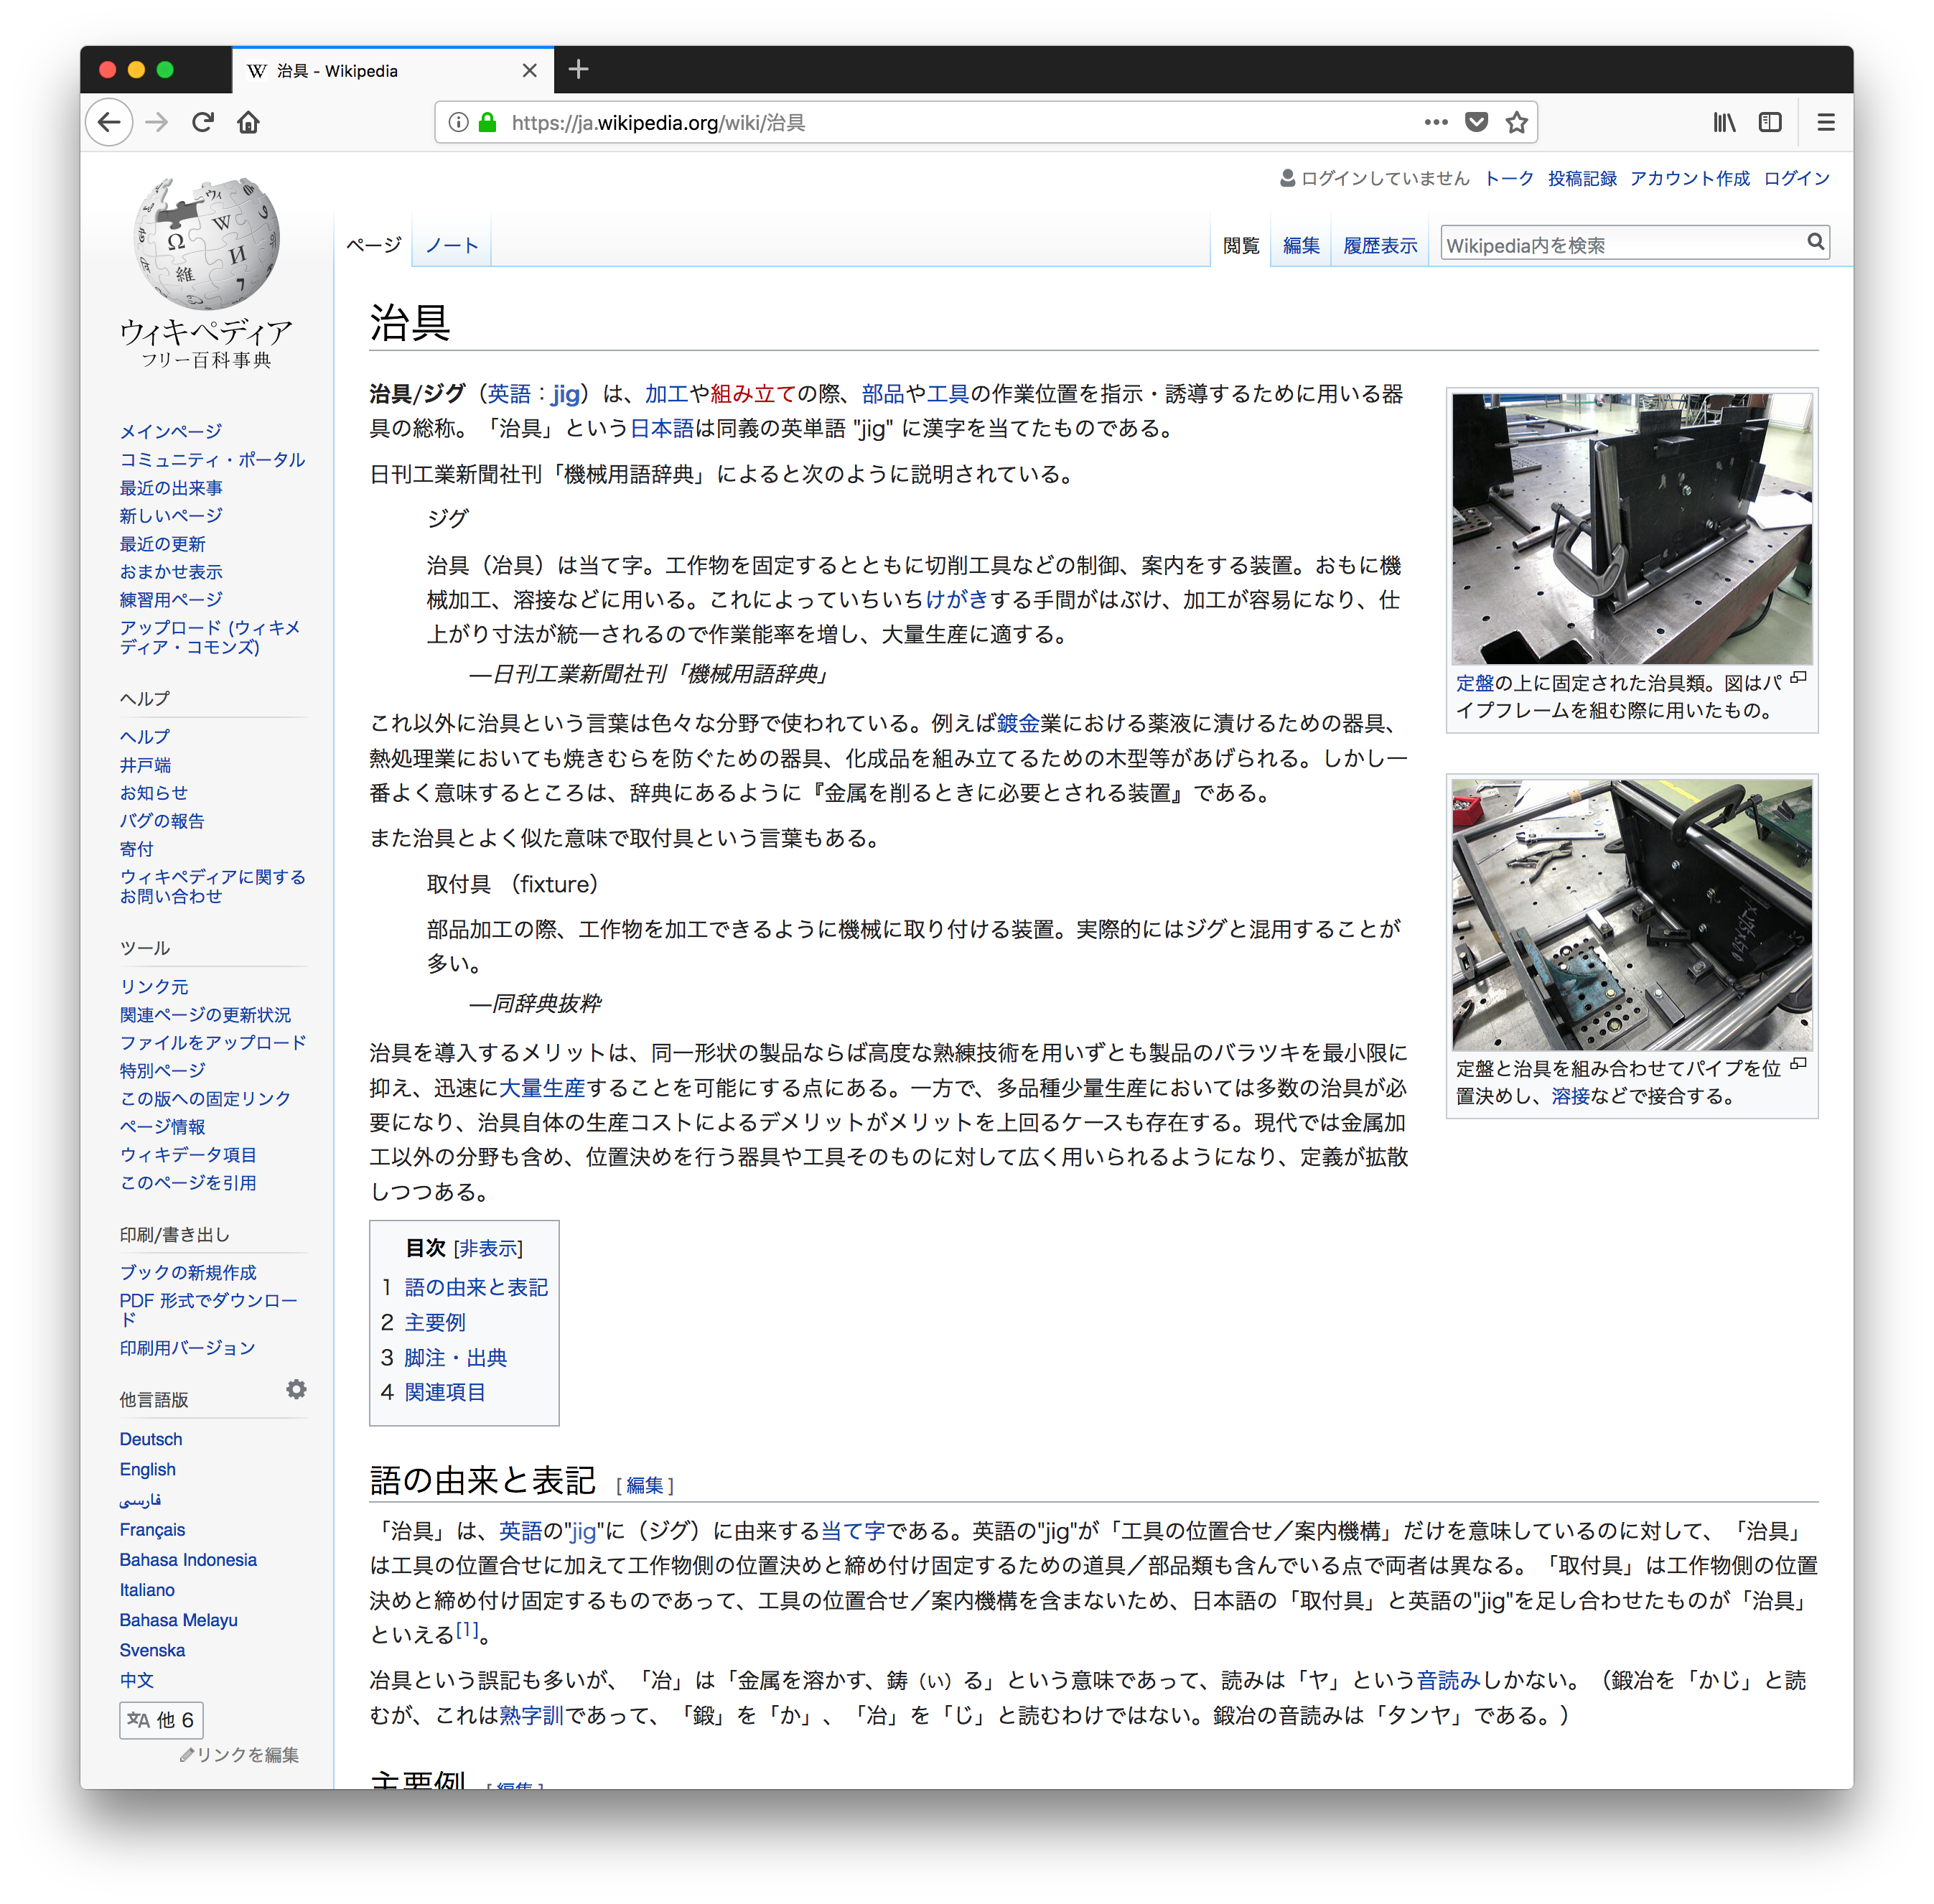 治具 - Wikipedia
https://ja.wikipedia.org/wiki/治具
ログインしていません トーク 投稿記録 アカウント作成 ログイン
ページ ノート 閲覧 編集 履歴表示 Wikipedia内を検索
ウィキペディア
フリー百科事典
メインページ
コミュニティ・ポータル
最近の出来事
新しいページ
最近の更新
おまかせ表示
練習用ページ
アップロード (ウィキメ
ディア・コモンズ)
ヘルプ
ヘルプ
井戸端
お知らせ
バグの報告
寄付
ウィキペディアに関する
お問い合わせ
ツール
リンク元
関連ページの更新状況
ファイルをアップロード
特別ページ
この版への固定リンク
ページ情報
ウィキデータ項目
このページを引用
印刷/書き出し
ブックの新規作成
PDF 形式でダウンロー
ド
印刷用バージョン
他言語版
Deutsch
English
فارسی
Français
Bahasa Indonesia
Italiano
Bahasa Melayu
Svenska
中文
他 6
リンクを編集
治具
治具/ジグ（英語：jig）は、加工や組み立ての際、部品や工具の作業位置を指示・誘導するために用いる器
具の総称。「治具」という日本語は同義の英単語 "jig" に漢字を当てたものである。
日刊工業新聞社刊「機械用語辞典」によると次のように説明されている。
ジグ
治具（冶具）は当て字。工作物を固定するとともに切削工具などの制御、案内をする装置。おもに機
械加工、溶接などに用いる。これによっていちいちけがきする手間がはぶけ、加工が容易になり、仕
上がり寸法が統一されるので作業能率を増し、大量生産に適する。
—日刊工業新聞社刊「機械用語辞典」
これ以外に治具という言葉は色々な分野で使われている。例えば鍍金業における薬液に漬けるための器具、
熱処理業においても焼きむらを防ぐための器具、化成品を組み立てるための木型等があげられる。しかし一
番よく意味するところは、辞典にあるように『金属を削るときに必要とされる装置』である。
また治具とよく似た意味で取付具という言葉もある。
取付具 （fixture）
部品加工の際、工作物を加工できるように機械に取り付ける装置。実際的にはジグと混用することが
多い。
—同辞典抜粋
治具を導入するメリットは、同一形状の製品ならば高度な熟練技術を用いずとも製品のバラツキを最小限に
抑え、迅速に大量生産することを可能にする点にある。一方で、多品種少量生産においては多数の治具が必
要になり、治具自体の生産コストによるデメリットがメリットを上回るケースも存在する。現代では金属加
工以外の分野も含め、位置決めを行う器具や工具そのものに対して広く用いられるようになり、定義が拡散
しつつある。
定盤の上に固定された治具類。図はパ
イプフレームを組む際に用いたもの。
定盤と治具を組み合わせてパイプを位
置決めし、溶接などで接合する。
目次 [非表示]
1 語の由来と表記
2 主要例
3 脚注・出典
4 関連項目
語の由来と表記 [ 編集 ]
「治具」は、英語の"jig"に（ジグ）に由来する当て字である。英語の"jig"が「工具の位置合せ／案内機構」だけを意味しているのに対して、「治具」
は工具の位置合せに加えて工作物側の位置決めと締め付け固定するための道具／部品類も含んでいる点で両者は異なる。「取付具」は工作物側の位置
決めと締め付け固定するものであって、工具の位置合せ／案内機構を含まないため、日本語の「取付具」と英語の"jig"を足し合わせたものが「治具」
といえる[1]。
冶具という誤記も多いが、「冶」は「金属を溶かす、鋳（い）る」という意味であって、読みは「ヤ」という音読みしかない。（鍛冶を「かじ」と読
むが、これは熟字訓であって、「鍛」を「か」、「冶」を「じ」と読むわけではない。鍛冶の音読みは「タンヤ」である。）
主要例 [ 編集 ]